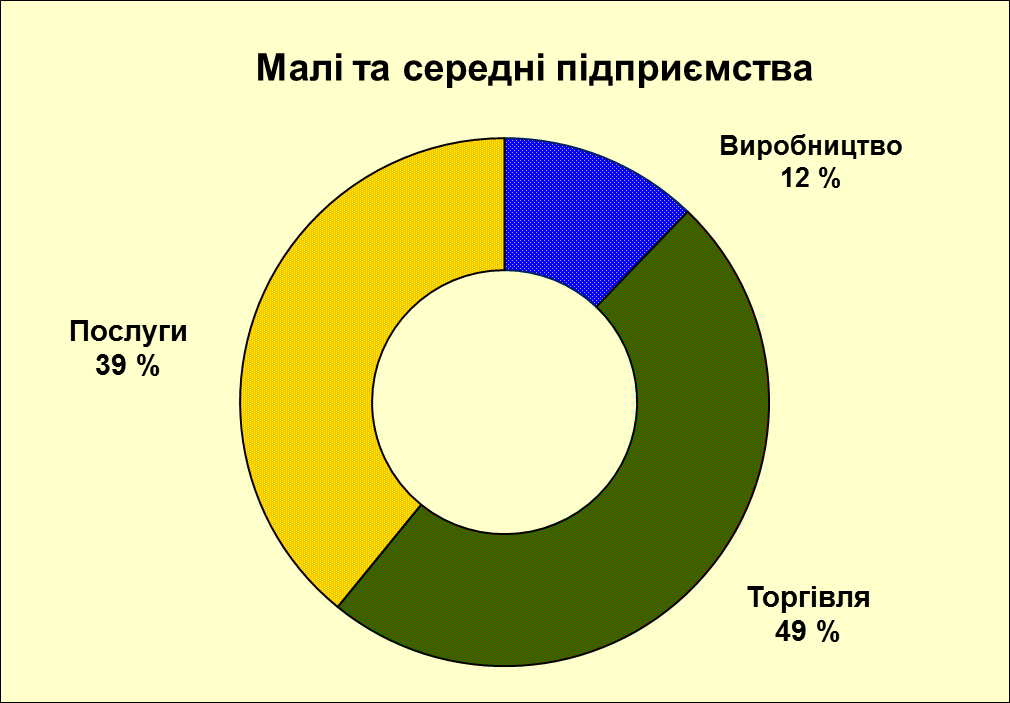 Малі та середні підприємства
Виробництво
12 %
Послуги
39 %
Торгівля
49 %